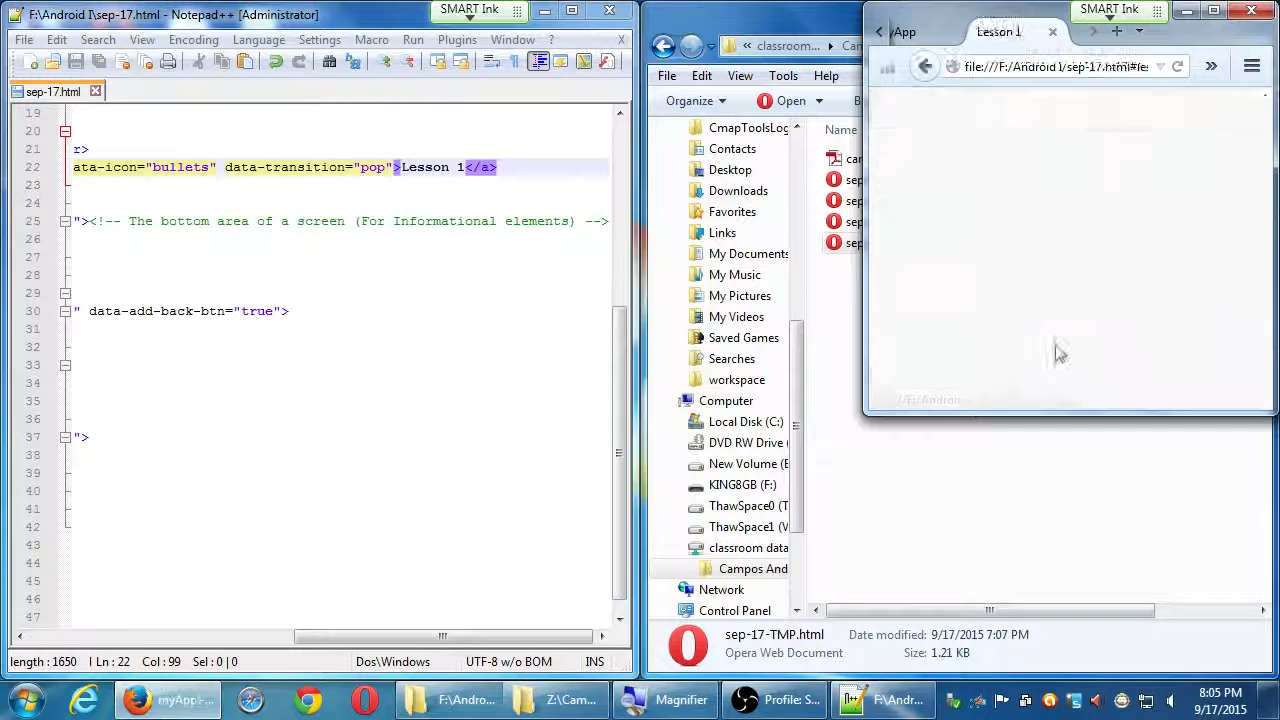 F:\Android I\sep-17.html - Notepad++ [Administrator]
SMART Ink
File Edit Search View Encoding Language Settings Macro Run Plugins Window ? X
sep-17.html
19
20
21 r>
22 ata-icon="bullets" data-transition="pop">Lesson 1</a>
23
24
25 "><!-- The bottom area of a screen (For Informational elements) -->
26
27
28
29
30 " data-add-back-btn="true">
31
32
33
34
35
36
37 ">
38
39
40
41
42
43
44
45
46
47
length : 1650 l Ln : 22 Col : 99 Sel : 0 | 0 Dos\Windows UTF-8 w/o BOM INS
« classroom... ▸ Can
File Edit View Tools Help
Organize Open B
Name
CmapToolsLog
Contacts
Desktop
Downloads
Favorites
Links
My Documents
My Music
My Pictures
My Videos
Saved Games
Searches
workspace
Computer
Local Disk (C:)
DVD RW Drive (
New Volume (E
KING8GB (F:)
ThawSpace0 (T
ThawSpace1 (V
classroom data
Campos And
Network
Control Panel
car
sep
sep
sep
sep
sep-17-TMP.html Date modified: 9/17/2015 7:07 PM
Opera Web Document Size: 1.21 KB
SMART Ink
App Lesson 1
file:///F:/Android I/sep-17.html#le
//F:/Androi
myApp... F:\Andro... Z:\Cam... Magnifier Profile: S... F:\Andr...
8:05 PM
9/17/2015